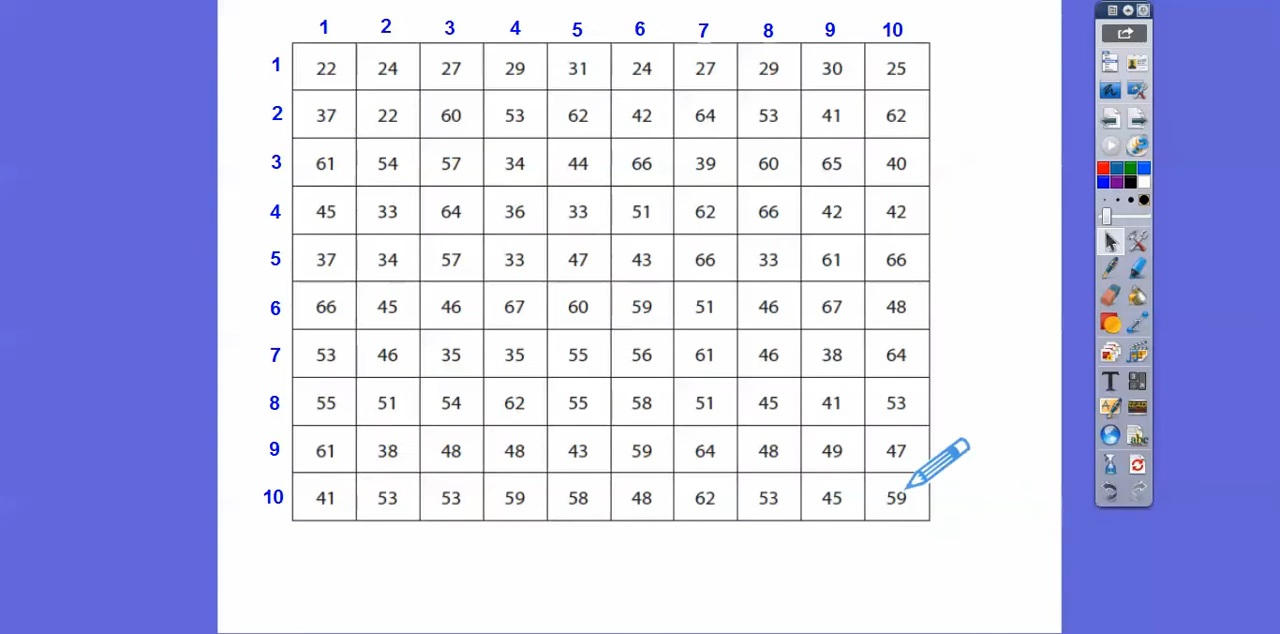 1 2 3 4 5 6 7 8 9 10
1 22 24 27 29 31 24 27 29 30 25
2 37 22 60 53 62 42 64 53 41 62
3 61 54 57 34 44 66 39 60 65 40
4 45 33 64 36 33 51 62 66 42 42
5 37 34 57 33 47 43 66 33 61 66
6 66 45 46 67 60 59 51 46 67 48
7 53 46 35 35 55 56 61 46 38 64
8 55 51 54 62 55 58 51 45 41 53
9 61 38 48 48 43 59 64 48 49 47
10 41 53 53 59 58 48 62 53 45 59
T
abc